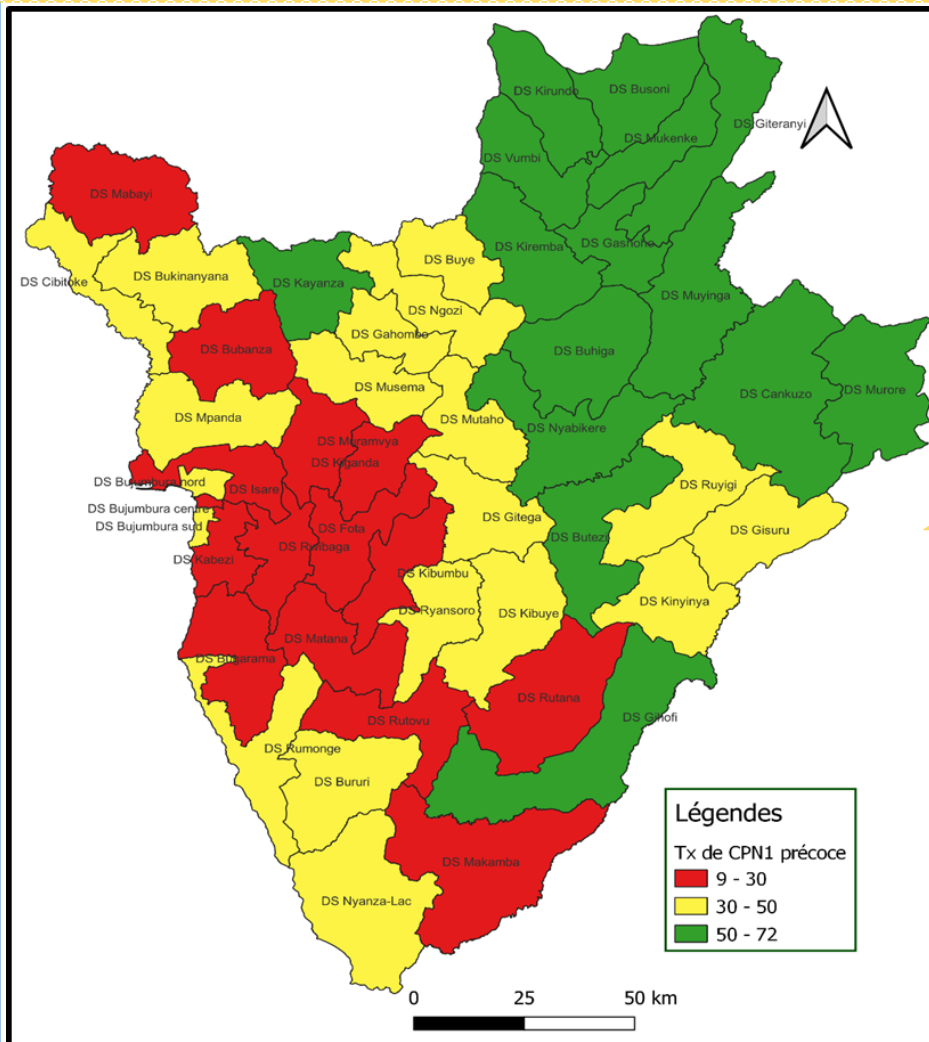 DS Kirundo
DS Busoni
DS Giteranyi
DS Mukenke
DS Vumbi
DS Mabayi
DS Kiremba
DS Gashoho
DS Buye
DS Bukinanyana
DS Cibitoke
DS Kayanza
DS Muyinga
DS Ngozi
DS Gahombo
DS Bubanza
DS Buhiga
DS Musema
DS Cankuzo
DS Murore
DS Mpanda
DS Mutaho
DS Nyabikere
DS Muramvya
DS Kiganda
DS Bujumbura nord
DS Isare
DS Ruyigi
DS Bujumbura centre
DS Gitega
DS Bujumbura sud
DS Fota
DS Gisuru
DS Butezi
DS Rwibaga
DS Kabezi
DS Kibumbu
DS Kinyinya
DS Ryansoro
DS Kibuye
DS Matana
DS Bugarama
DS Rutana
DS Gihofi
DS Rutovu
DS Rumonge
DS Bururi
DS Makamba
DS Nyanza-Lac
Légendes
Tx de CPN1 précoce
9 - 30
30 - 50
50 - 72
0 25 50 km